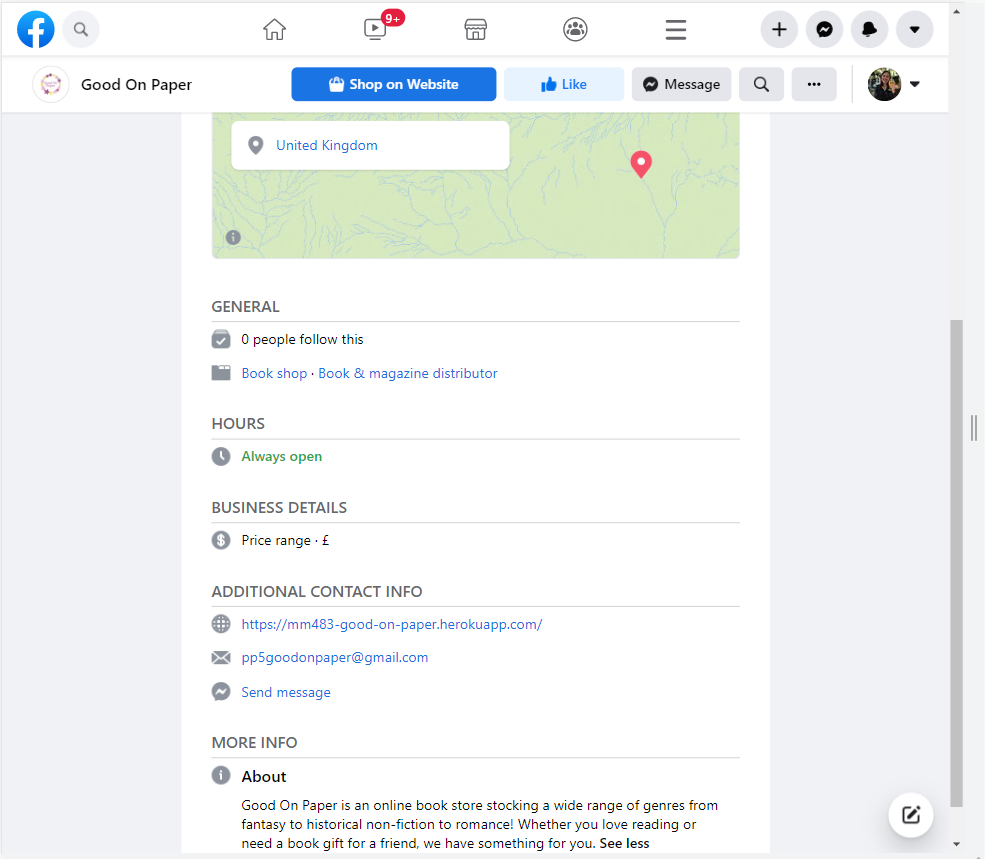 9+
Good On Paper
Shop on Website
Like
Message
United Kingdom
GENERAL
0 people follow this
Book shop · Book & magazine distributor
HOURS
Always open
BUSINESS DETAILS
Price range · £
ADDITIONAL CONTACT INFO
https://mm483-good-on-paper.herokuapp.com/
pp5goodonpaper@gmail.com
Send message
MORE INFO
About
Good On Paper is an online book store stocking a wide range of genres from
fantasy to historical non-fiction to romance! Whether you love reading or
need a book gift for a friend, we have something for you. See less